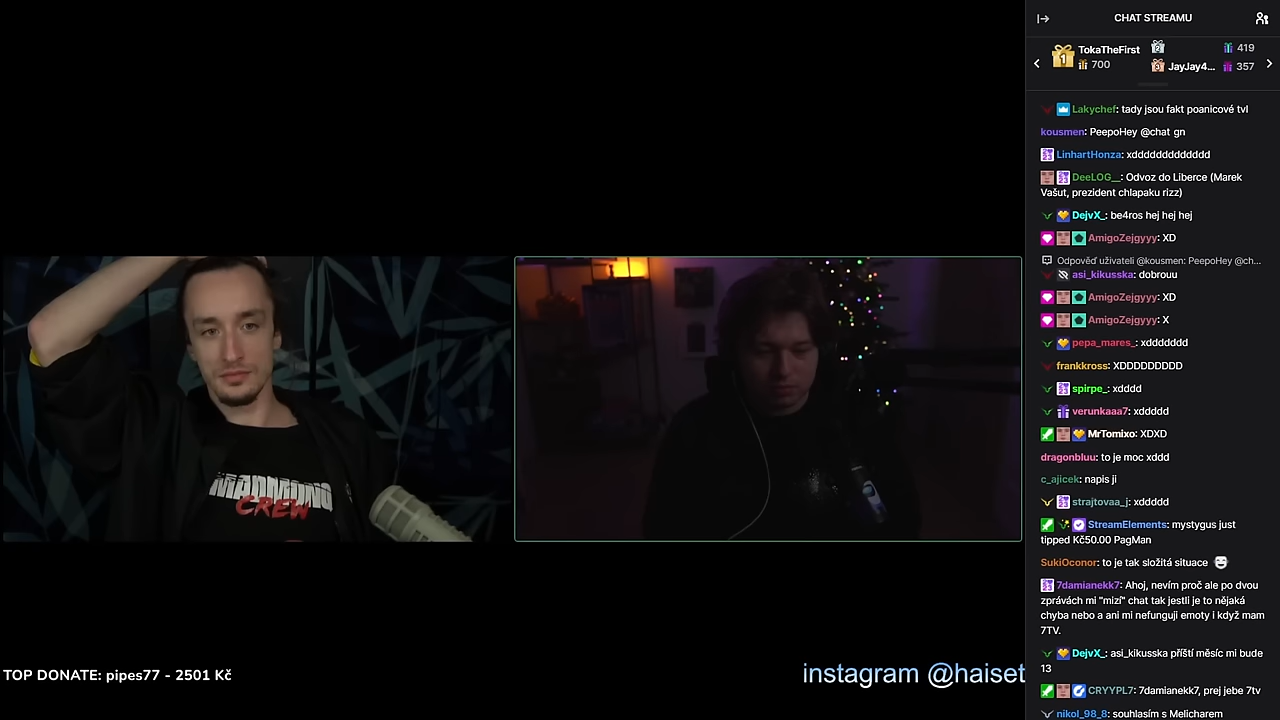 CHAT STREAMU
TokaTheFirst
700
419
JayJay4...
357
Lakychef: tady jsou fakt poanicové tvl
kousmen: PeepoHey @chat gn
LinhartHonza: xddddddddddddd
DeeLOG__: Odvoz do Liberce (Marek
Vašut, prezident chlapaku rizz)
DejvX_: be4ros hej hej hej
AmigoZejgyyy: XD
Odpověď uživateli @kousmen: PeepoHey @ch...
asi_kikusska: dobrouu
AmigoZejgyyy: XD
AmigoZejgyyy: X
pepa_mares_: xddddddd
frankkross: XDDDDDDDDD
spirpe_: xdddd
verunkaaa7: xddddd
MrTomixo: XDXD
dragonbluu: to je moc xddd
c_ajicek: napis ji
strajtovaa_j: xddddd
StreamElements: mystygus just
tipped Kč50.00 PagMan
SukiOconor: to je tak složitá situace
7damianekk7: Ahoj, nevím proč ale po dvou
zprávách mi "mizí" chat tak jestli je to nějaká
chyba nebo a ani mi nefunguji emoty i když mam
7TV.
DejvX_: asi_kikusska příští měsíc mi bude
13
CRYYPL7: 7damianekk7, prej jebe 7tv
nikol_98_8: souhlasím s Melicharem
MADMONQ
CREW
TOP DONATE: pipes77 - 2501 Kč
instagram @haiset